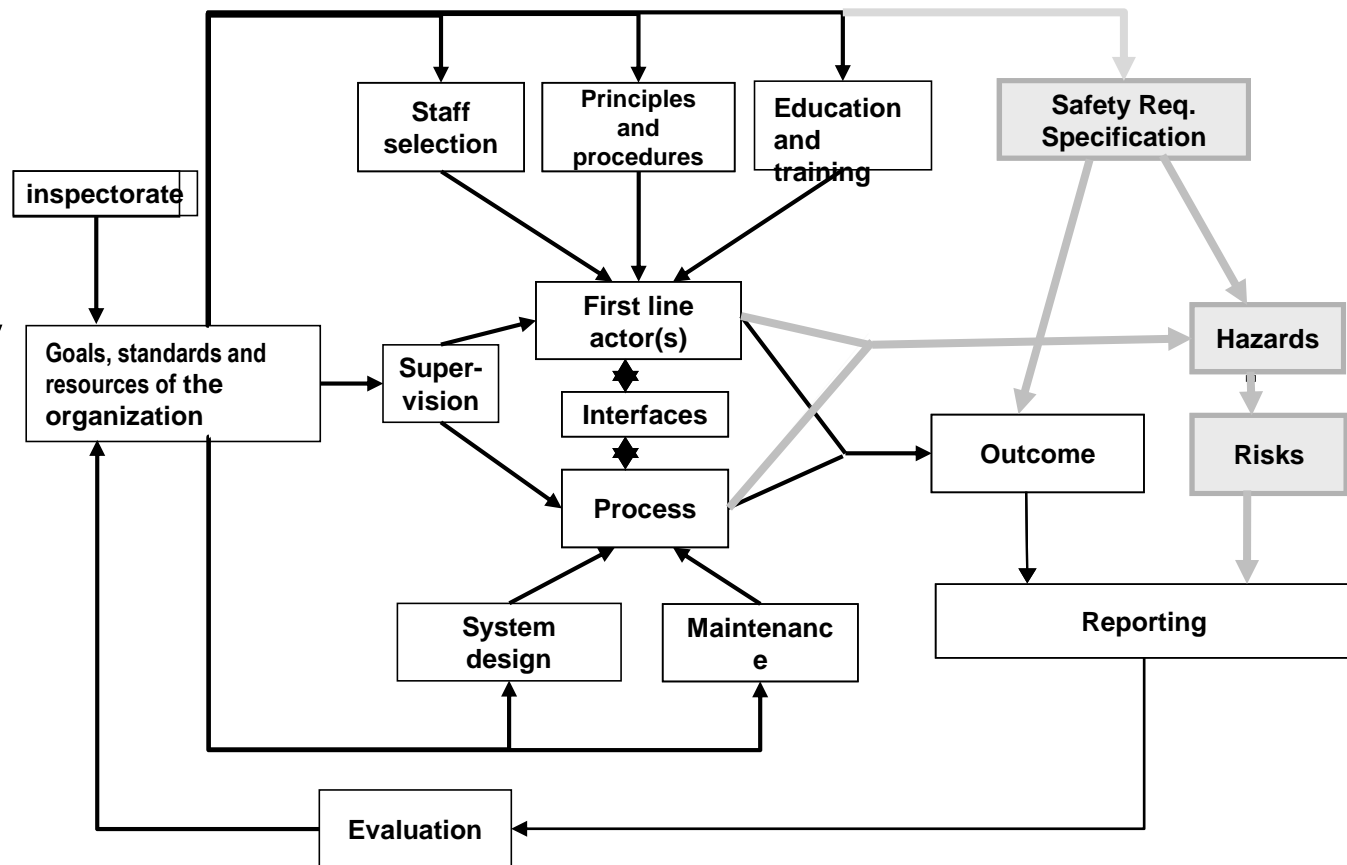 Staff
selection
Principles
and
procedures
Education
and
training
Safety Req.
Specification
inspectorate
First line
actor(s)
Hazards
Goals, standards and
resources of the
organization
Super-
vision
Interfaces
Outcome
Risks
Process
System
design
Maintenanc
e
Reporting
Evaluation